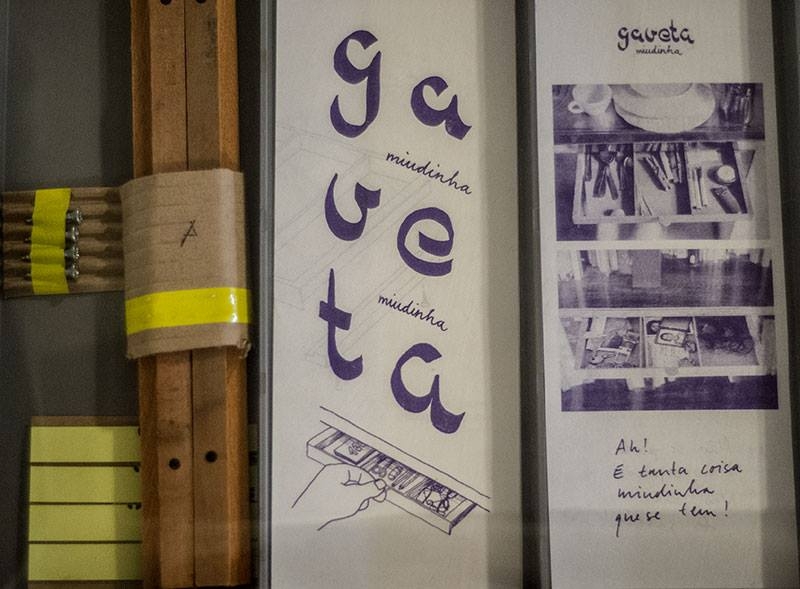 A
ga
miudinha
ve
miudinha
ta
gaveta
miudinha
Ah!
E tanta coisa
miudinha
que se tem!